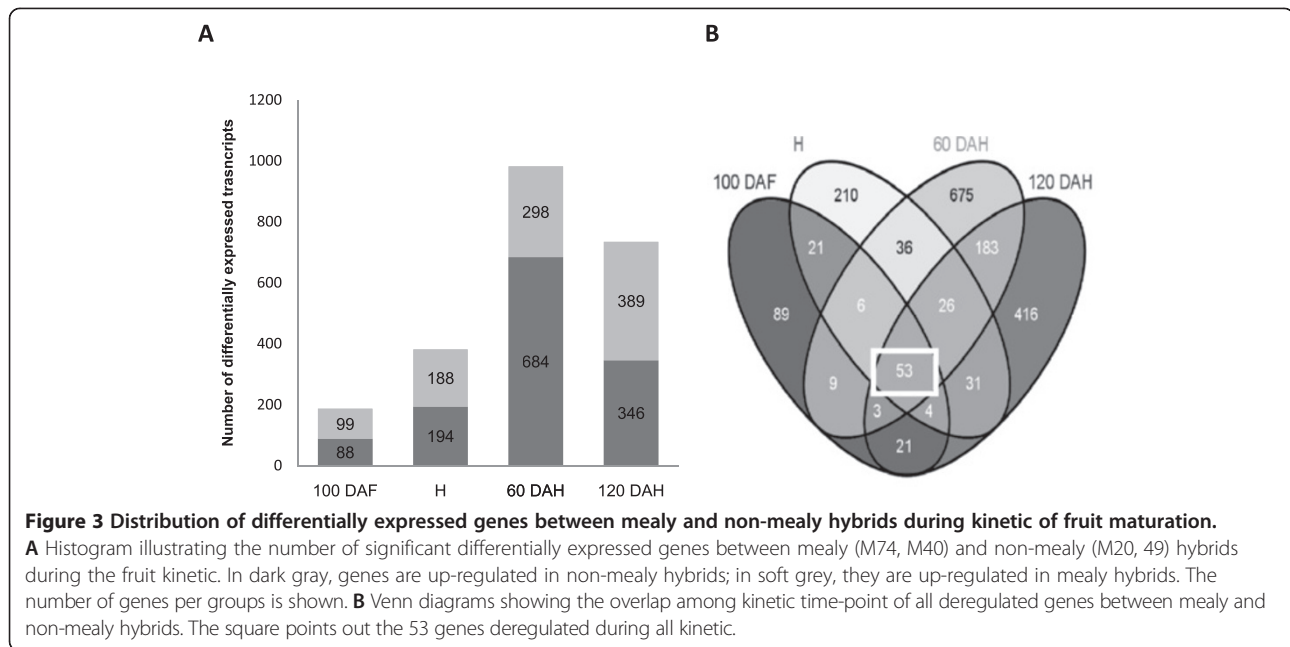 A
B
Number of differentially expressed trasncripts
1200
1000
800
600
400
200
0
99
88
188
194
298
684
389
346
100 DAF
H
60 DAH
120 DAH
H
60 DAH
100 DAF
120 DAH
210
675
21
36
183
89
6
26
416
9
53
31
3
4
21
Figure 3 Distribution of differentially expressed genes between mealy and non-mealy hybrids during kinetic of fruit maturation.
A Histogram illustrating the number of significant differentially expressed genes between mealy (M74, M40) and non-mealy (M20, 49) hybrids
during the fruit kinetic. In dark gray, genes are up-regulated in non-mealy hybrids; in soft grey, they are up-regulated in mealy hybrids. The
number of genes per groups is shown. B Venn diagrams showing the overlap among kinetic time-point of all deregulated genes between mealy and
non-mealy hybrids. The square points out the 53 genes deregulated during all kinetic.